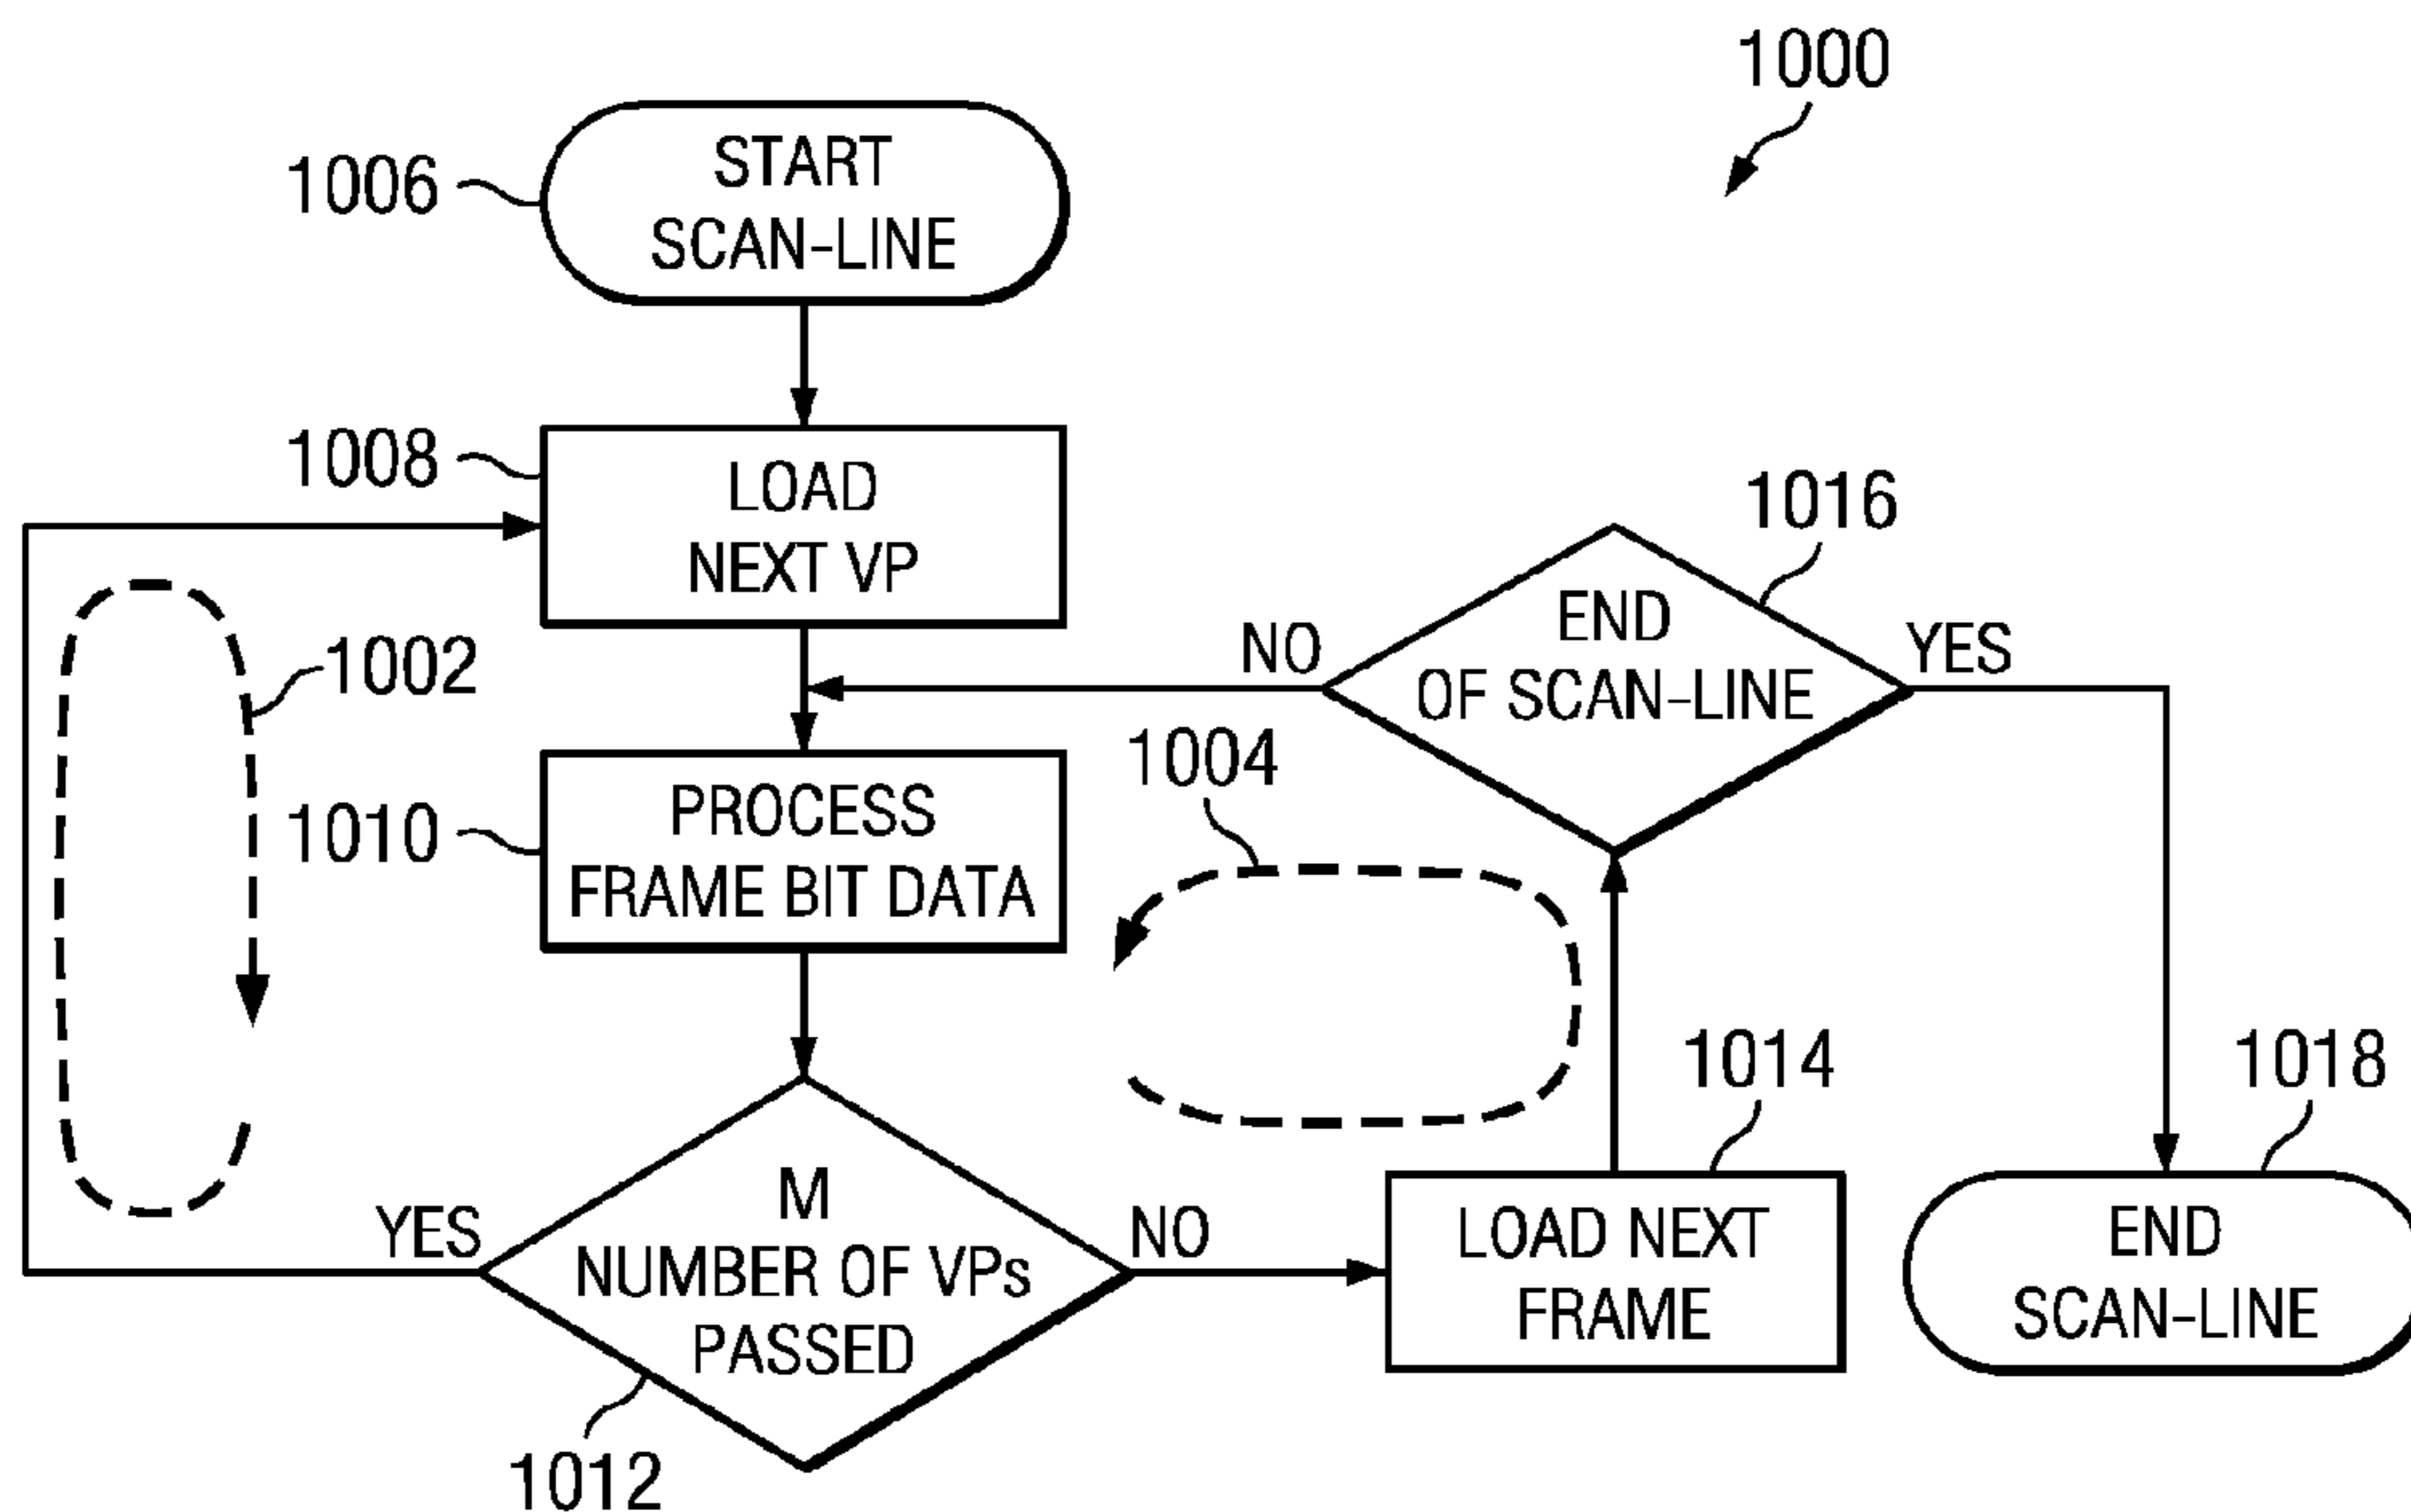 1000
1006
START
SCAN-LINE
1008
LOAD
NEXT VP
1016
END
OF SCAN-LINE
NO
YES
1002
1004
1010
PROCESS
FRAME BIT DATA
1014
1018
YES
M
NUMBER OF VPs
PASSED
NO
LOAD NEXT
FRAME
END
SCAN-LINE
1012